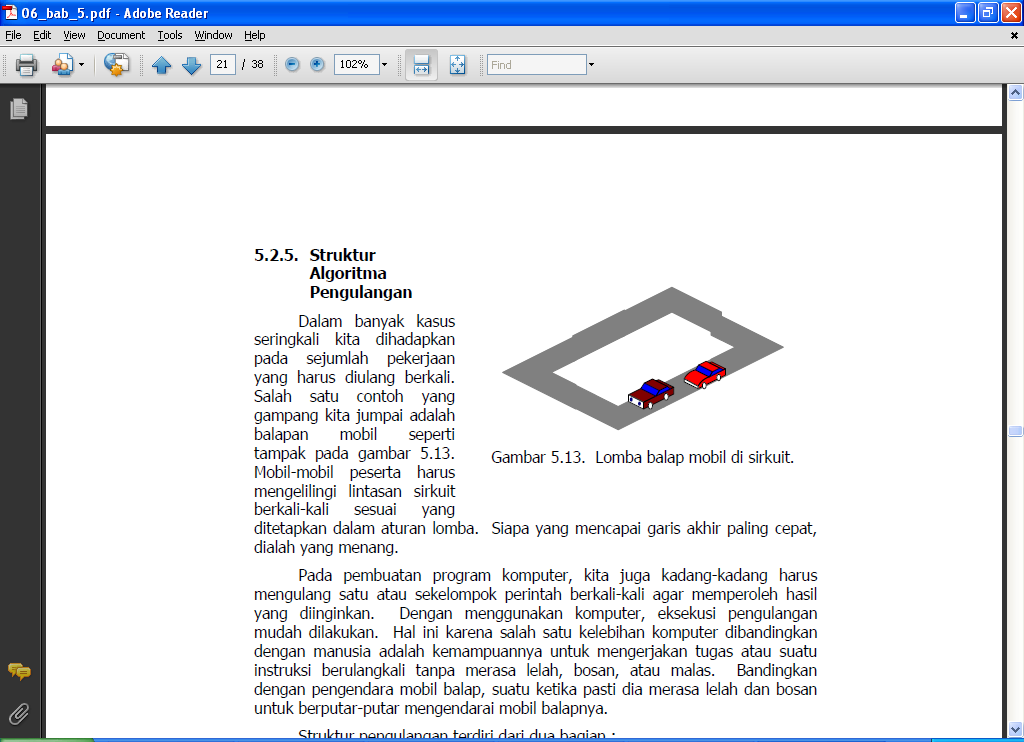 06_bab_5.pdf - Adobe Reader
File Edit View Document Tools Window Help
21 / 38 102% Find
5.2.5. Struktur
Algoritma
Pengulangan
Dalam banyak kasus
seringkali kita dihadapkan
pada sejumlah pekerjaan
yang harus diulang berkali.
Salah satu contoh yang
gampang kita jumpai adalah
balapan mobil seperti
tampak pada gambar 5.13.
Mobil-mobil peserta harus
mengelilingi lintasan sirkuit
berkali-kali sesuai yang
ditetapkan dalam aturan lomba. Siapa yang mencapai garis akhir paling cepat,
dialah yang menang.
Gambar 5.13. Lomba balap mobil di sirkuit.
Pada pembuatan program komputer, kita juga kadang-kadang harus
mengulang satu atau sekelompok perintah berkali-kali agar memperoleh hasil
yang diinginkan. Dengan menggunakan komputer, eksekusi pengulangan
mudah dilakukan. Hal ini karena salah satu kelebihan komputer dibandingkan
dengan manusia adalah kemampuannya untuk mengerjakan tugas atau suatu
instruksi berulangkali tanpa merasa lelah, bosan, atau malas. Bandingkan
dengan pengendara mobil balap, suatu ketika pasti dia merasa lelah dan bosan
untuk berputar-putar mengendarai mobil balapnya.
Struktur pengulangan terdiri dari dua bagian :